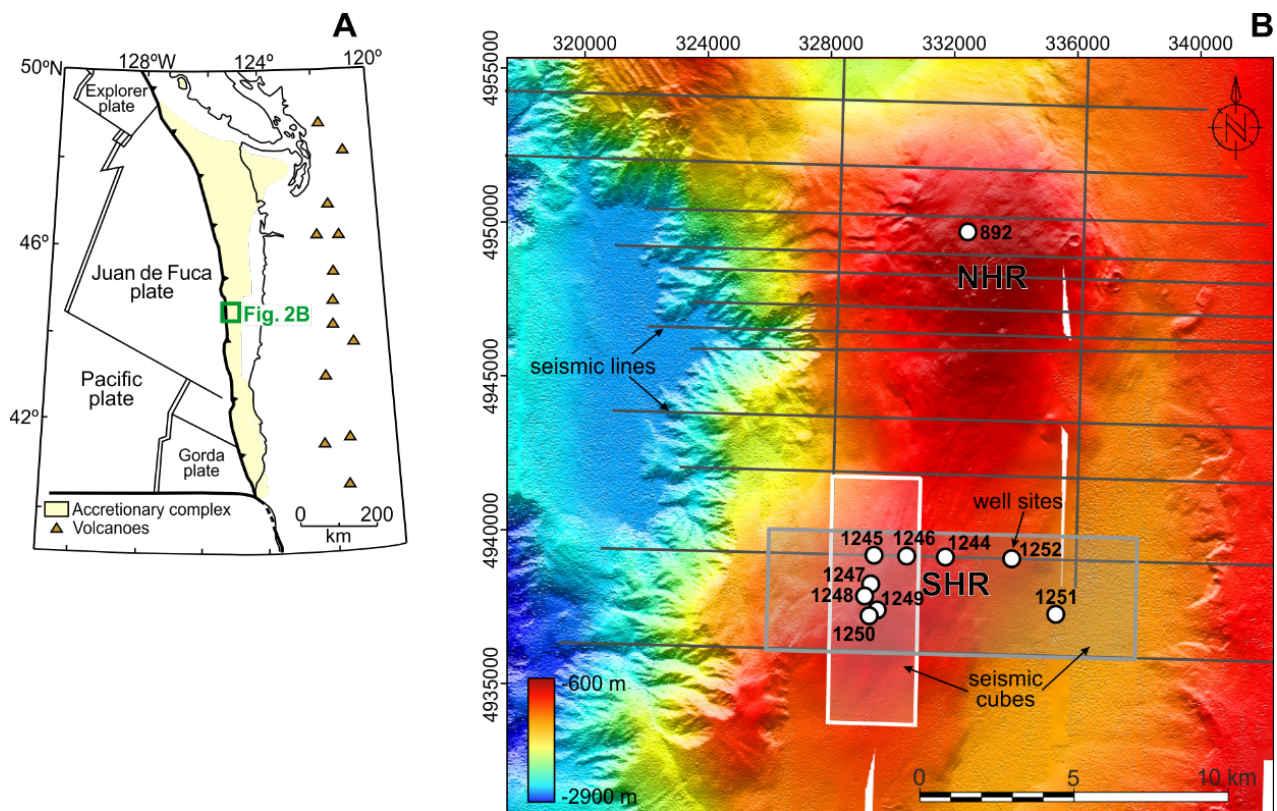 A
128°W
124°
120°
50°N
46°
42°
Explorer
plate
Juan de Fuca
plate
Fig. 2B
Pacific
plate
Gorda
plate
Accretionary complex
Volcanoes
0 200
km
B
320000 324000 328000 332000 336000 340000
4955000
4950000
4945000
4940000
4935000
N
892
NHR
seismic lines
well sites
1245 1246 1244 1252
1247
SHR
1248 1249
1251
1250
seismic
cubes
-600 m
-2900 m
0 5 10 km